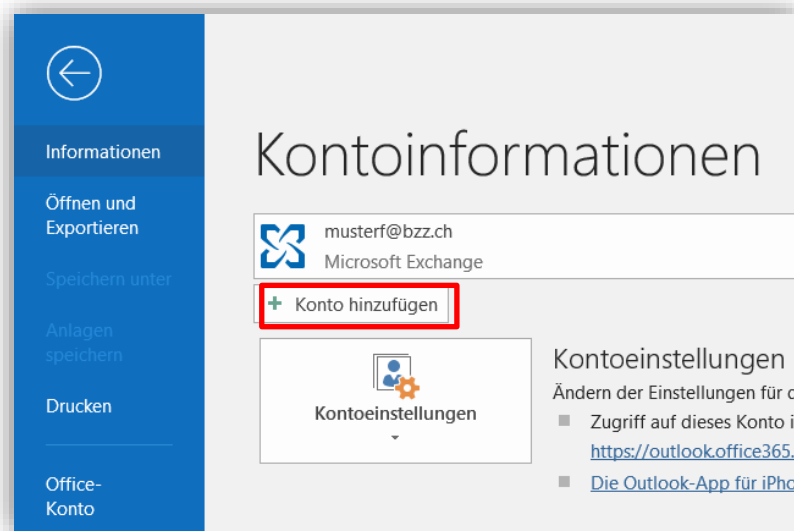 Informationen
Öffnen und
Exportieren
Speichern unter
Anlagen
speichern
Drucken
Office-
Konto
Kontoinformationen
musterf@bzz.ch
Microsoft Exchange
+ Konto hinzufügen
Kontoeinstellungen
Kontoeinstellungen
Ändern der Einstellungen für d
Zugriff auf dieses Konto i
https://outlook.office365.
Die Outlook-App für iPho